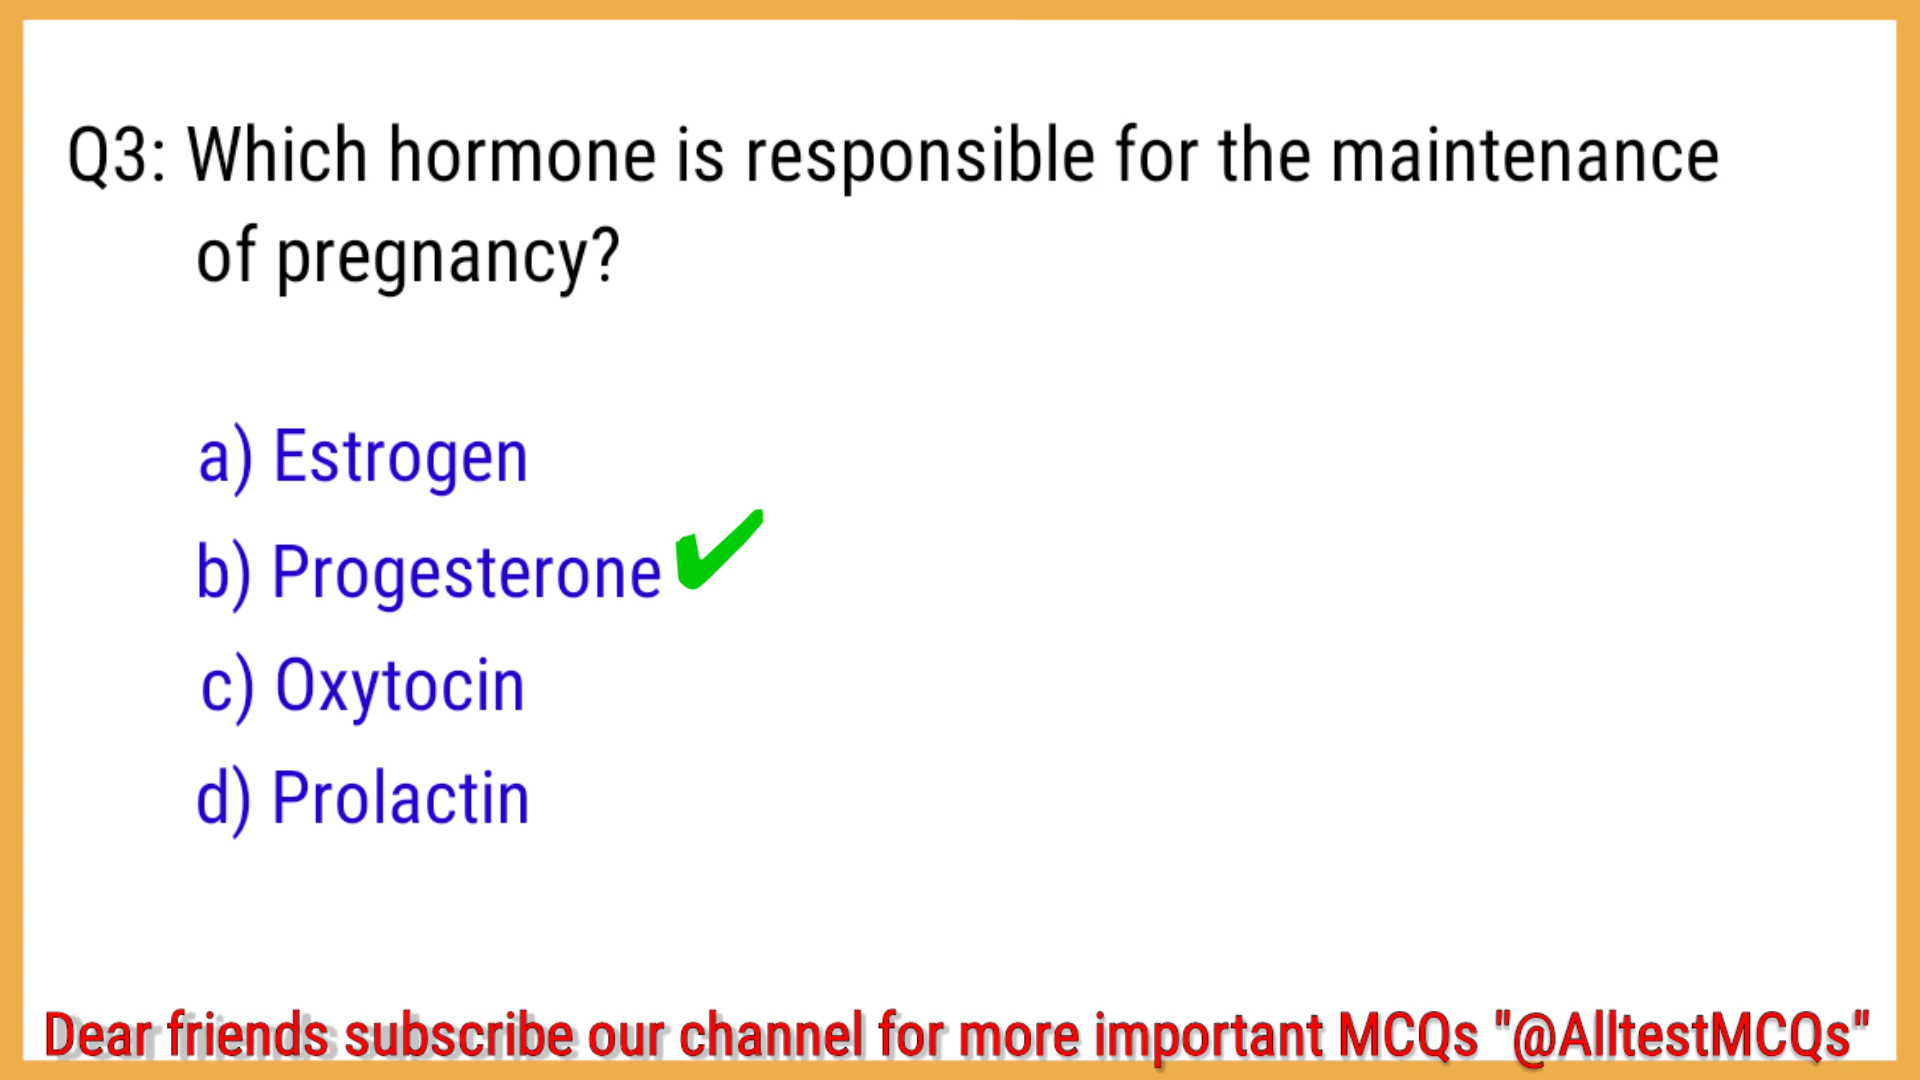 Q3: Which hormone is responsible for the maintenance
of pregnancy?
a) Estrogen
b) Progesterone
c) Oxytocin
d) Prolactin
Dear friends subscribe our channel for more important MCQs "@AlltestMCQs"